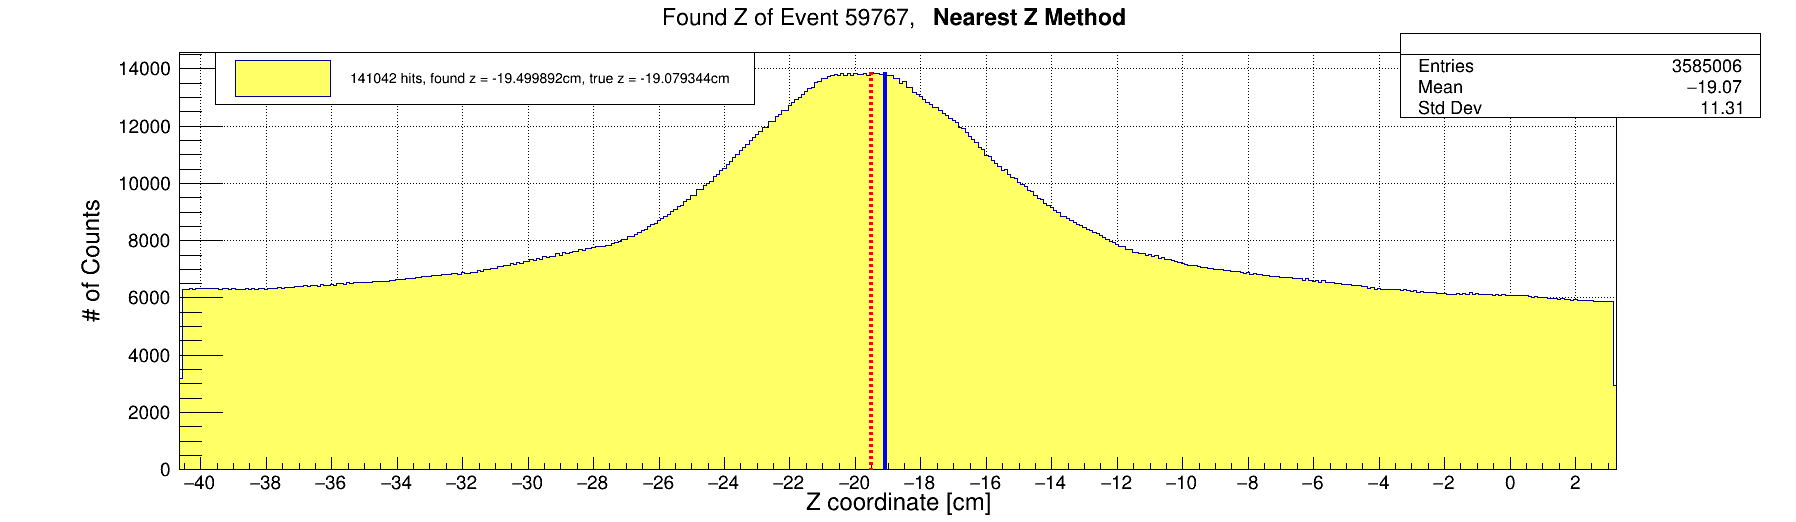 Found Z of Event 59767, Nearest Z Method
141042 hits, found z = -19.499892cm, true z = -19.079344cm
Entries 3585006
Mean −19.07
Std Dev 11.31
# of Counts
14000
12000
10000
8000
6000
4000
2000
0
−40 −38 −36 −34 −32 −30 −28 −26 −24 −22 −20 −18 −16 −14 −12 −10 −8 −6 −4 −2 0 2
Z coordinate [cm]